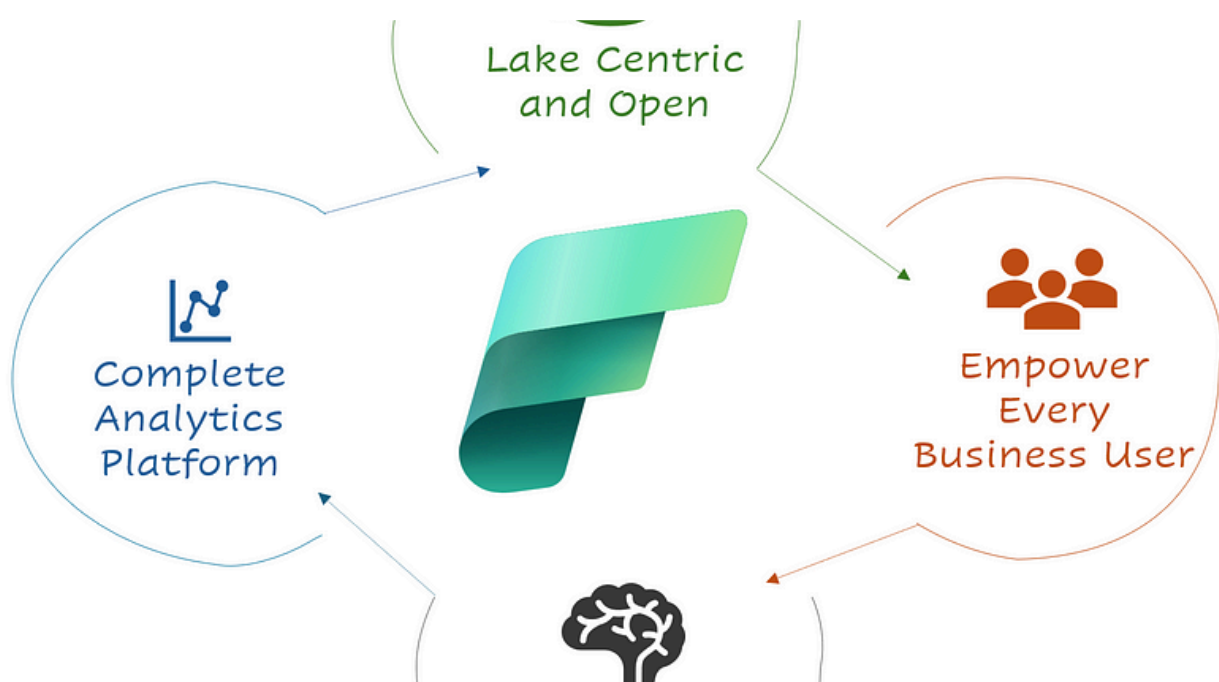 Lake Centric
and Open
Complete
Analytics
Platform
Empower
Every
Business User